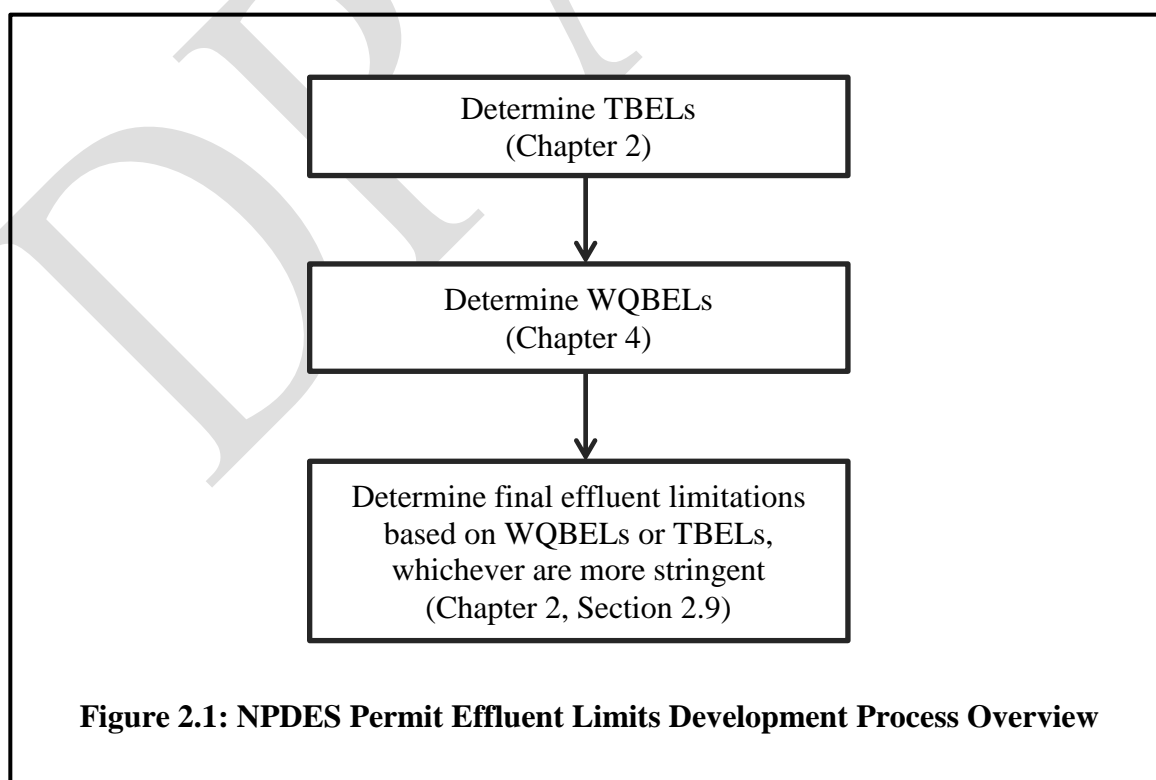 Determine TBELs
(Chapter 2)
Determine WQBELs
(Chapter 4)
Determine final effluent limitations
based on WQBELs or TBELs,
whichever are more stringent
(Chapter 2, Section 2.9)
Figure 2.1: NPDES Permit Effluent Limits Development Process Overview